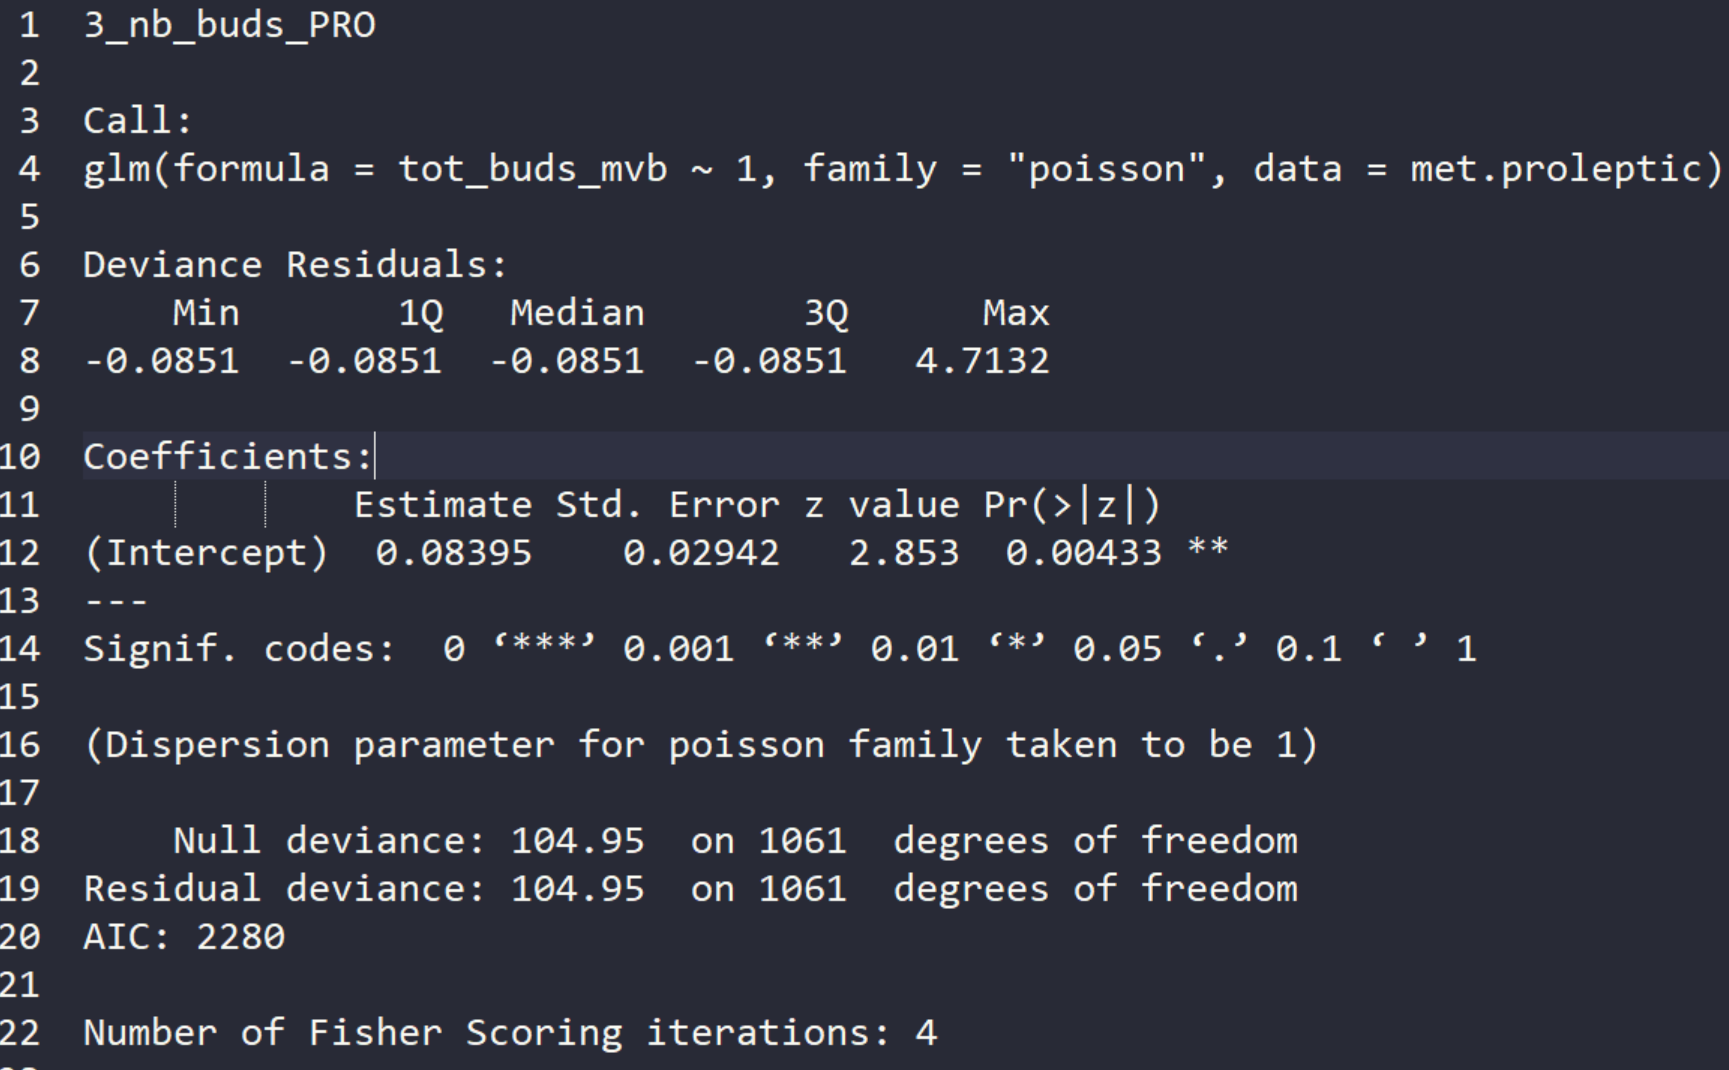 1 3_nb_buds_PRO
2
3 Call:
4 glm(formula = tot_buds_mvb ~ 1, family = "poisson", data = met.proleptic)
5
6 Deviance Residuals:
7     Min       1Q   Median       3Q      Max
8 -0.0851  -0.0851  -0.0851  -0.0851   4.7132
9
10 Coefficients:
11             Estimate Std. Error z value Pr(>|z|)
12 (Intercept)  0.08395    0.02942   2.853  0.00433 **
13 ---
14 Signif. codes:  0 ‘***’ 0.001 ‘**’ 0.01 ‘*’ 0.05 ‘.’ 0.1 ‘ ’ 1
15
16 (Dispersion parameter for poisson family taken to be 1)
17
18     Null deviance: 104.95  on 1061  degrees of freedom
19 Residual deviance: 104.95  on 1061  degrees of freedom
20 AIC: 2280
21
22 Number of Fisher Scoring iterations: 4